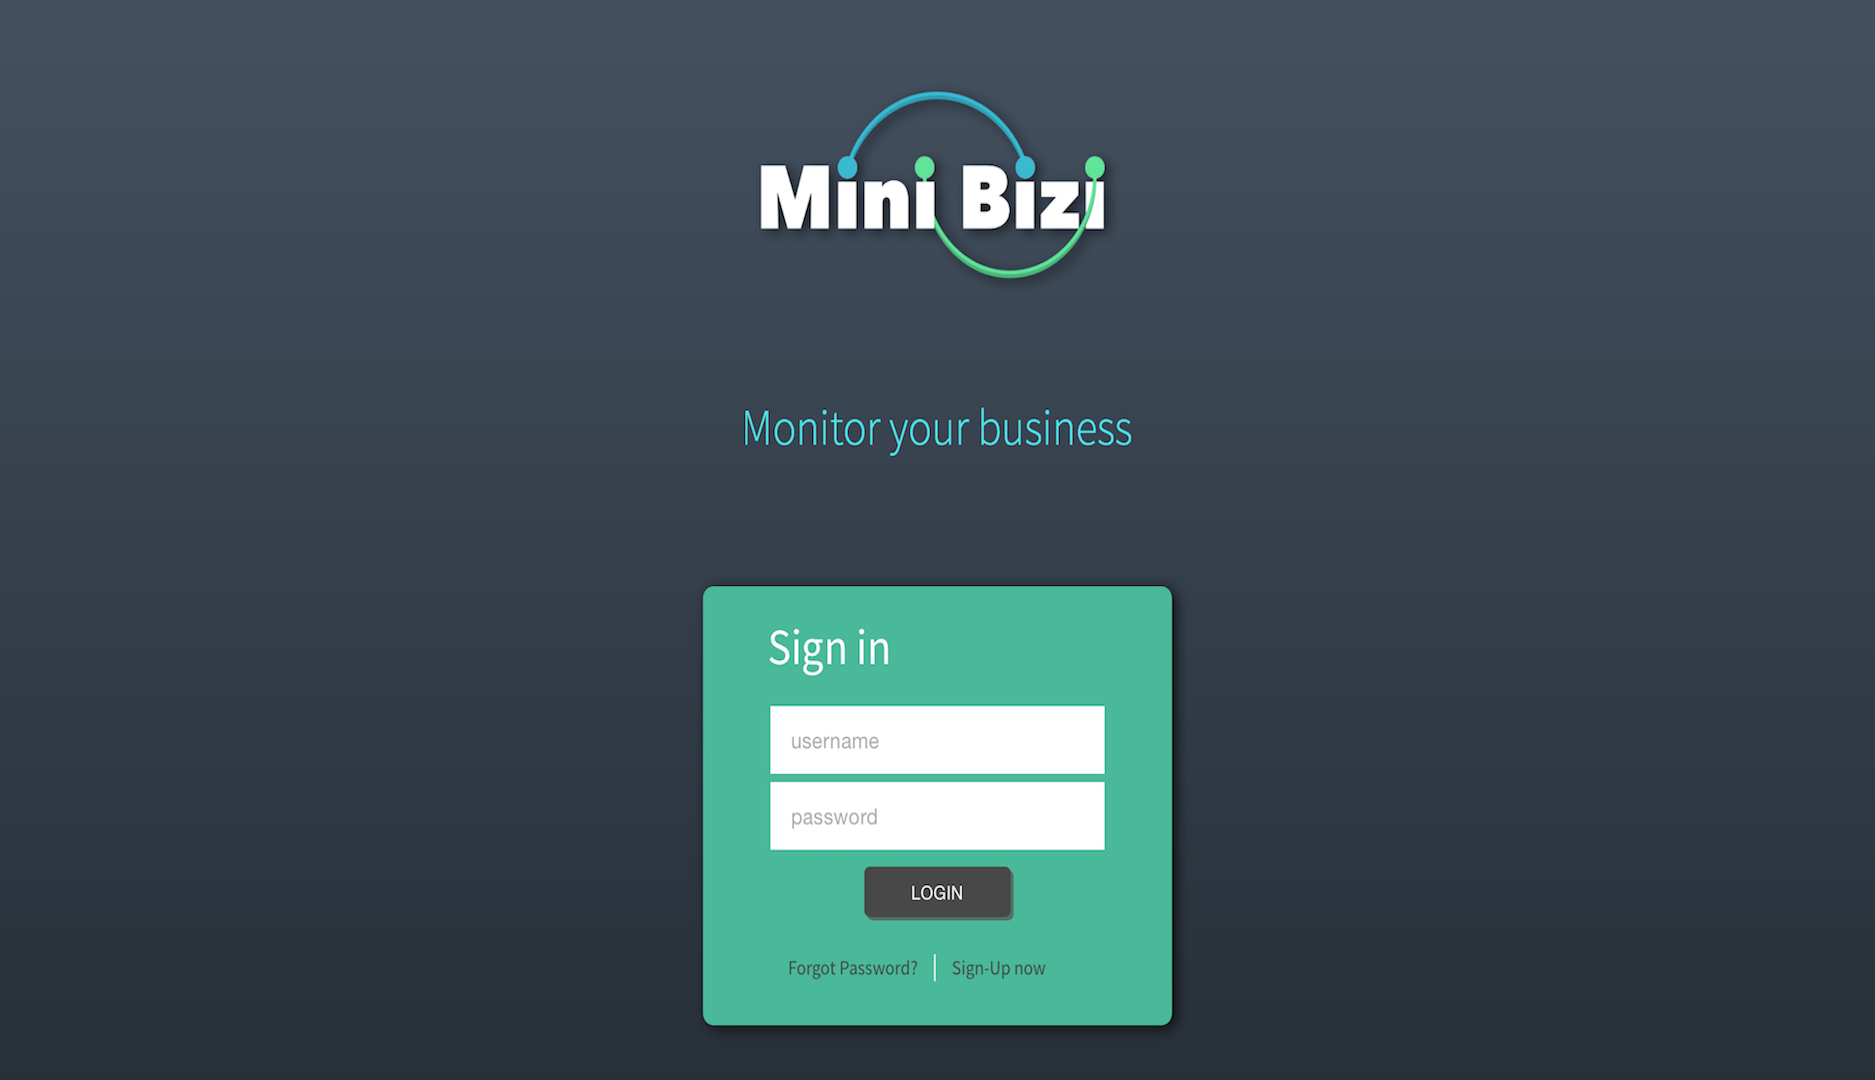 Mini Bizi
Monitor your business
Sign in
username
password
LOGIN
Forgot Password? | Sign-Up now